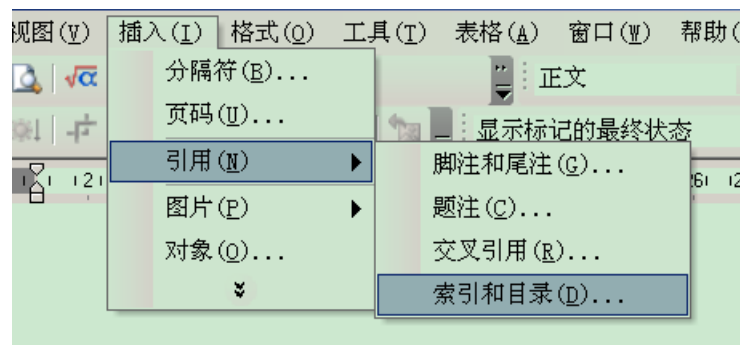 视图(V) 插入(I) 格式(O) 工具(T) 表格(A) 窗口(W) 帮助(
√α 正文
显示标记的最终状态
分隔符(B)...
页码(U)...
引用(N)
图片(P)
对象(O)...
脚注和尾注(G)...
题注(C)...
交叉引用(R)...
索引和目录(D)...